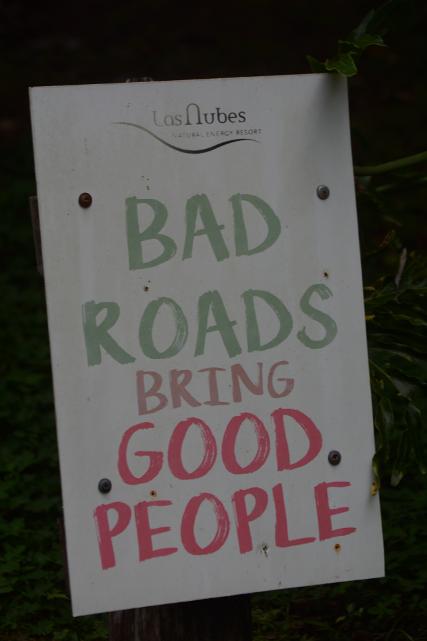 Las Nubes
NATURAL ENERGY RESORT
BAD
ROADS
BRING
GOOD
PEOPLE